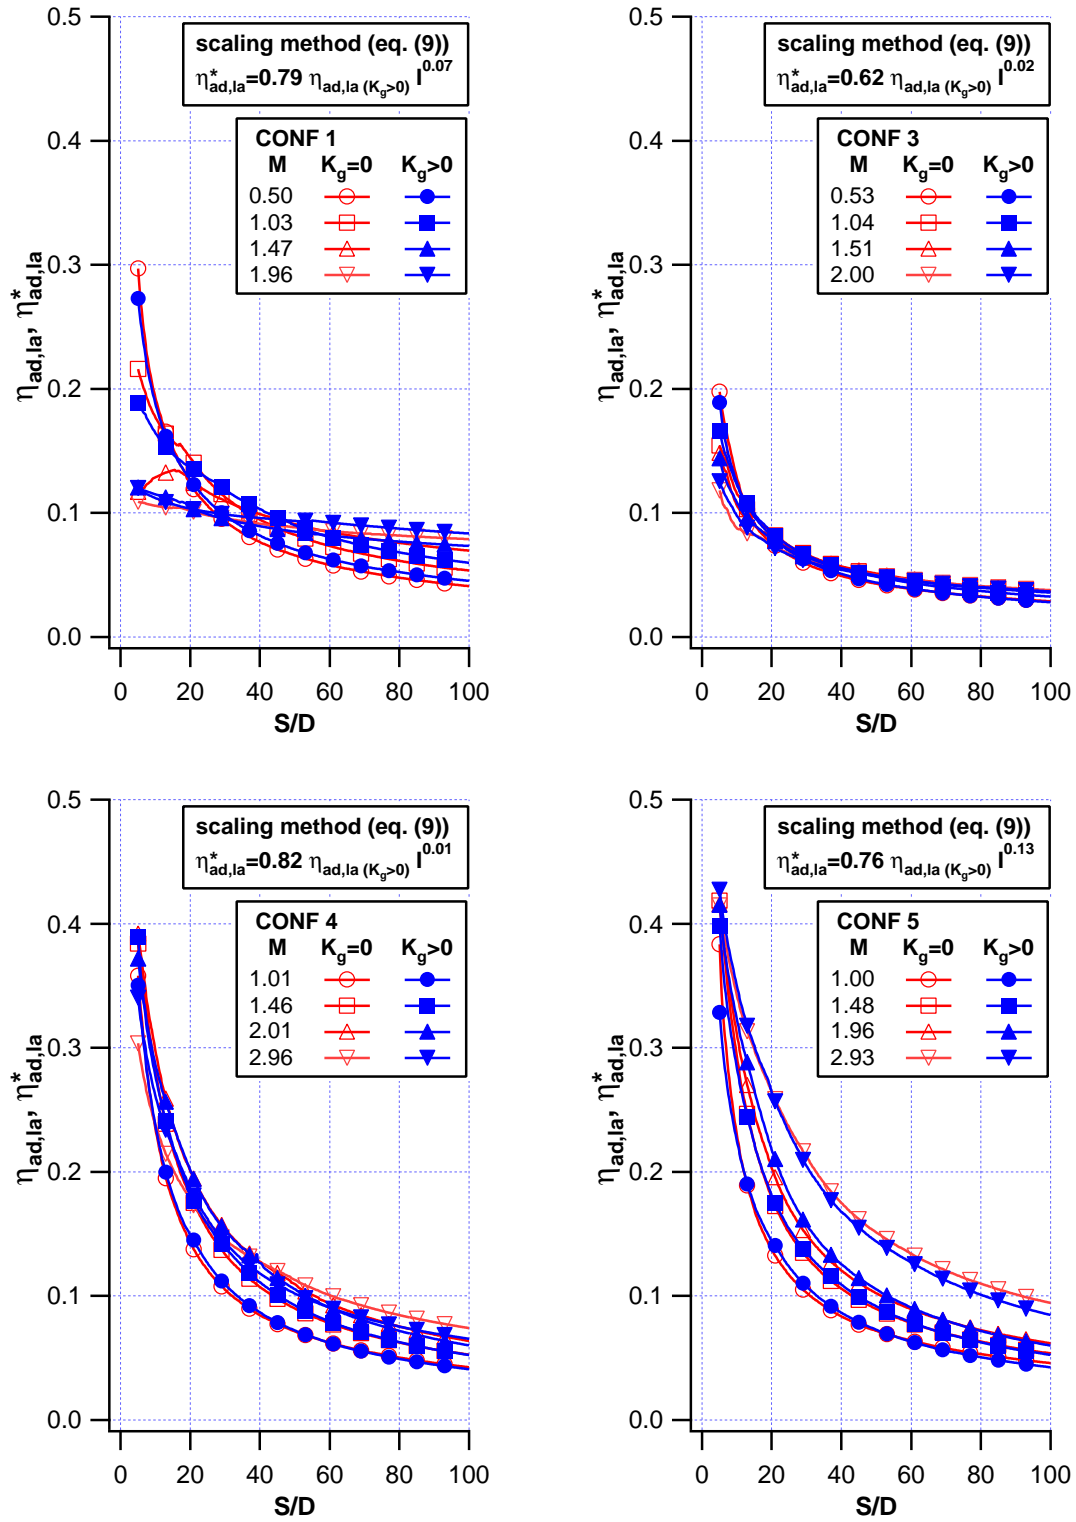 scaling method (eq. (9))
η*ad,la=0.79 ηad,la (Kg>0) I^0.07
CONF 1
M Kg=0 Kg>0
0.50
1.03
1.47
1.96
0.5
0.4
0.3
0.2
0.1
0.0
ηad,la, η*ad,la
0 20 40 60 80 100
S/D
scaling method (eq. (9))
η*ad,la=0.62 ηad,la (Kg>0) I^0.02
CONF 3
M Kg=0 Kg>0
0.53
1.04
1.51
2.00
0.5
0.4
0.3
0.2
0.1
0.0
ηad,la, η*ad,la
0 20 40 60 80 100
S/D
scaling method (eq. (9))
η*ad,la=0.82 ηad,la (Kg>0) I^0.01
CONF 4
M Kg=0 Kg>0
1.01
1.46
2.01
2.96
0.5
0.4
0.3
0.2
0.1
0.0
ηad,la, η*ad,la
0 20 40 60 80 100
S/D
scaling method (eq. (9))
η*ad,la=0.76 ηad,la (Kg>0) I^0.13
CONF 5
M Kg=0 Kg>0
1.00
1.48
1.96
2.93
0.5
0.4
0.3
0.2
0.1
0.0
ηad,la, η*ad,la
0 20 40 60 80 100
S/D